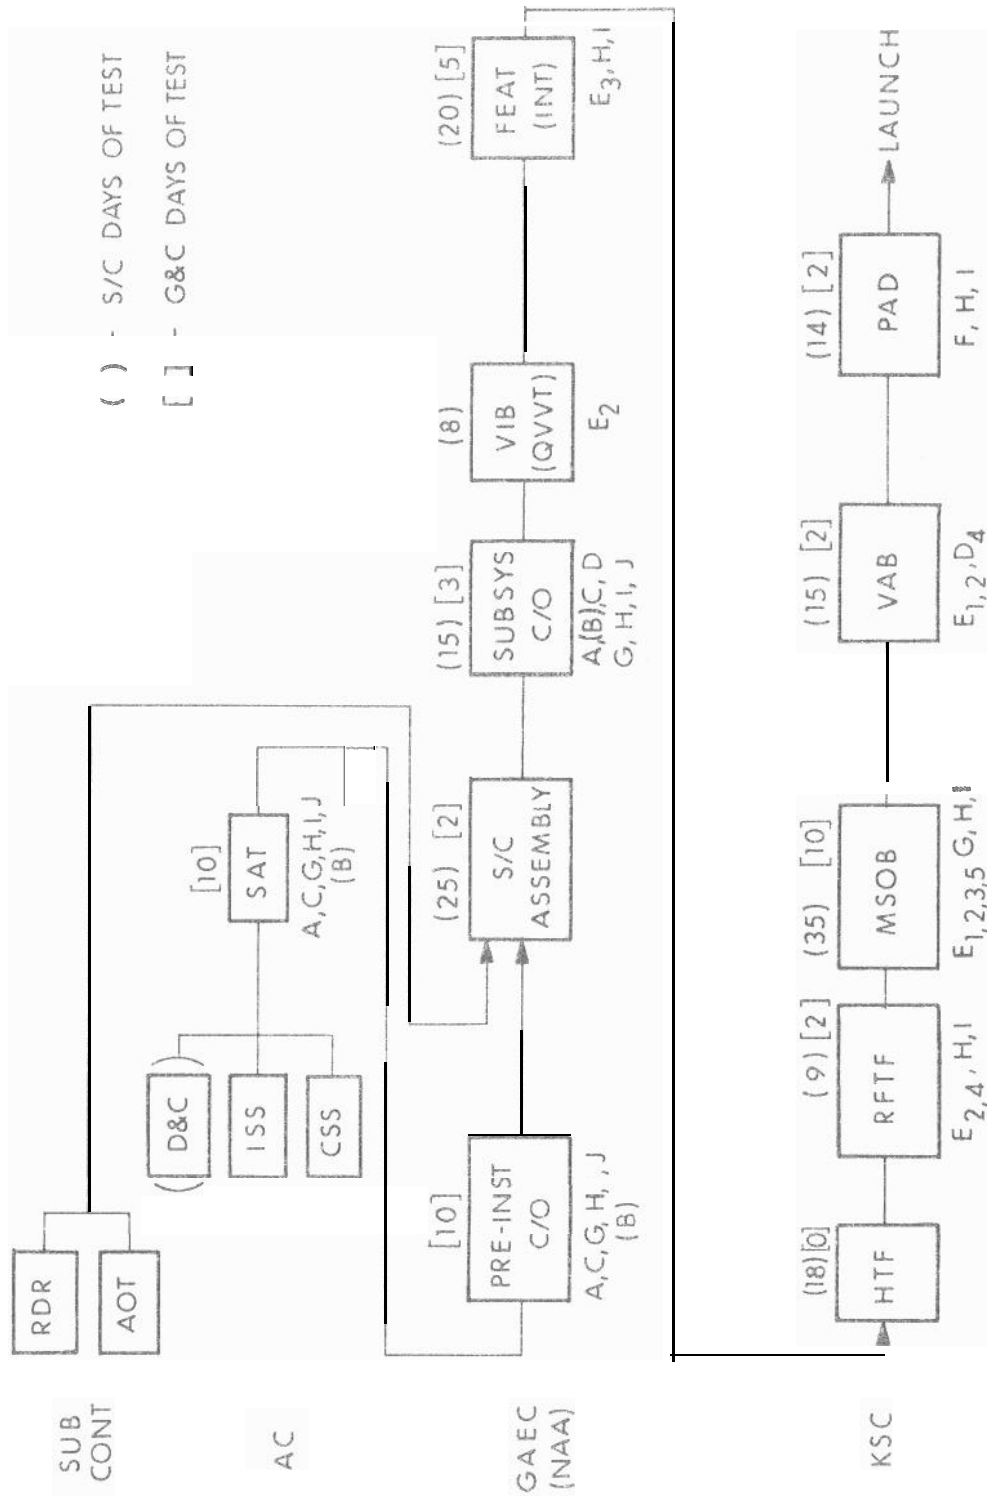 ( ) - S/C DAYS OF TEST
[ ] - G&C DAYS OF TEST
SUB
CONT
RDR
AOT
AC
D&C
ISS
CSS
[10]
SAT
A,C,G,H,I,J
(B)
GAEC
(NAA)
[10]
PRE-INST
C/O
A,C,G,H, ,J
(B)
(25) [2]
S/C
ASSEMBLY
(15) [3]
SUBSYS
C/O
A,(B),C,D
G,H,I,J
(8)
VIB
(QVVT)
E2
(20) [5]
FEAT
(INT)
E3,H,I
KSC
(18)[0]
HTF
(9) [2]
RFTF
E2,4,H,I
(35) [10]
MSOB
E1,2,3,5 G,H,I
(15) [2]
VAB
E1,2,D4
(14) [2]
PAD
F,H,I
LAUNCH